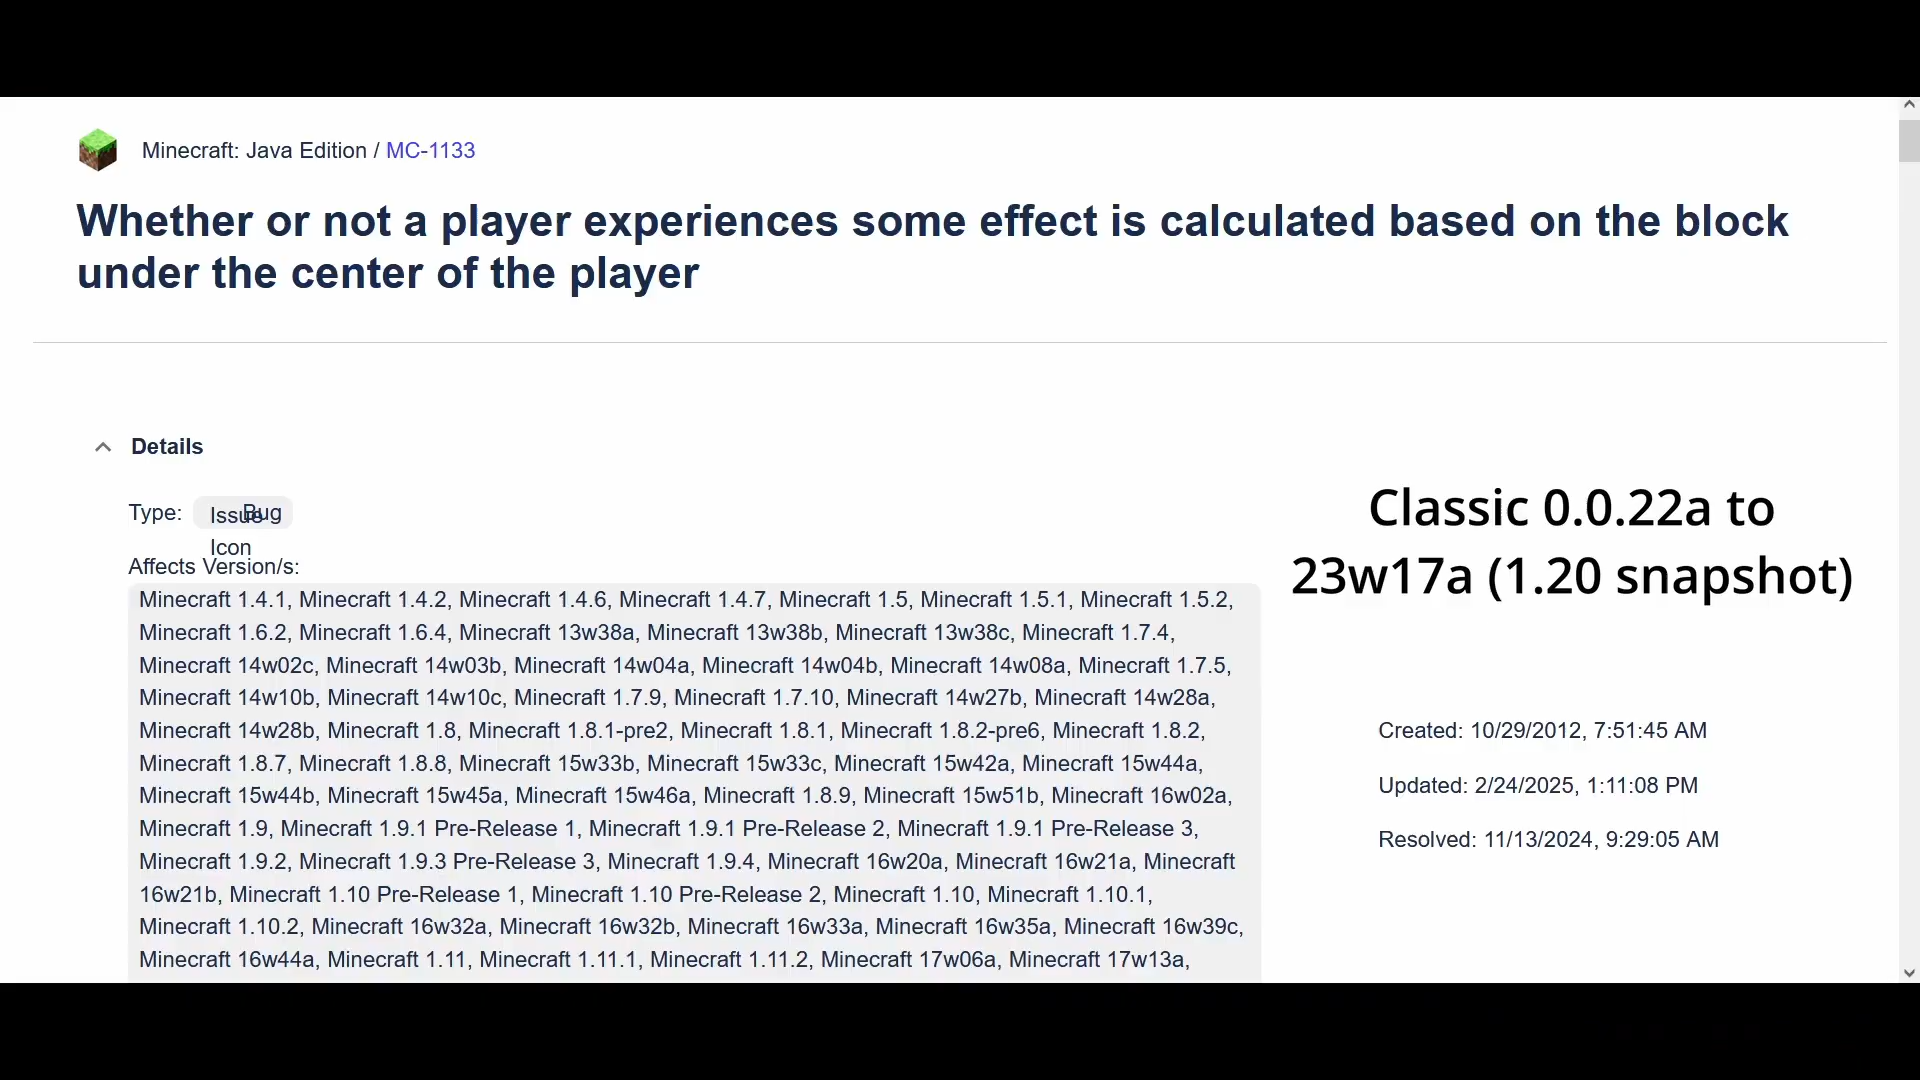 Minecraft: Java Edition / MC-1133
Whether or not a player experiences some effect is calculated based on the block
under the center of the player
Details
Type: Issue Bug
Icon
Affects Version/s:
Minecraft 1.4.1, Minecraft 1.4.2, Minecraft 1.4.6, Minecraft 1.4.7, Minecraft 1.5, Minecraft 1.5.1, Minecraft 1.5.2,
Minecraft 1.6.2, Minecraft 1.6.4, Minecraft 13w38a, Minecraft 13w38b, Minecraft 13w38c, Minecraft 1.7.4,
Minecraft 14w02c, Minecraft 14w03b, Minecraft 14w04a, Minecraft 14w04b, Minecraft 14w08a, Minecraft 1.7.5,
Minecraft 14w10b, Minecraft 14w10c, Minecraft 1.7.9, Minecraft 1.7.10, Minecraft 14w27b, Minecraft 14w28a,
Minecraft 14w28b, Minecraft 1.8, Minecraft 1.8.1-pre2, Minecraft 1.8.1, Minecraft 1.8.2-pre6, Minecraft 1.8.2,
Minecraft 1.8.7, Minecraft 1.8.8, Minecraft 15w33b, Minecraft 15w33c, Minecraft 15w42a, Minecraft 15w44a,
Minecraft 15w44b, Minecraft 15w45a, Minecraft 15w46a, Minecraft 1.8.9, Minecraft 15w51b, Minecraft 16w02a,
Minecraft 1.9, Minecraft 1.9.1 Pre-Release 1, Minecraft 1.9.1 Pre-Release 2, Minecraft 1.9.1 Pre-Release 3,
Minecraft 1.9.2, Minecraft 1.9.3 Pre-Release 3, Minecraft 1.9.4, Minecraft 16w20a, Minecraft 16w21a, Minecraft
16w21b, Minecraft 1.10 Pre-Release 1, Minecraft 1.10 Pre-Release 2, Minecraft 1.10, Minecraft 1.10.1,
Minecraft 1.10.2, Minecraft 16w32a, Minecraft 16w32b, Minecraft 16w33a, Minecraft 16w35a, Minecraft 16w39c,
Minecraft 16w44a, Minecraft 1.11, Minecraft 1.11.1, Minecraft 1.11.2, Minecraft 17w06a, Minecraft 17w13a,
Classic 0.0.22a to
23w17a (1.20 snapshot)
Created: 10/29/2012, 7:51:45 AM
Updated: 2/24/2025, 1:11:08 PM
Resolved: 11/13/2024, 9:29:05 AM